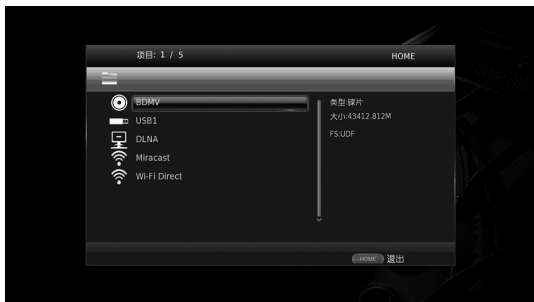 项目: 1 / 5
HOME
BDMV
USB1
DLNA
Miracast
Wi-Fi Direct
类型:碟片
大小:43412.812M
FS:UDF
HOME 退出